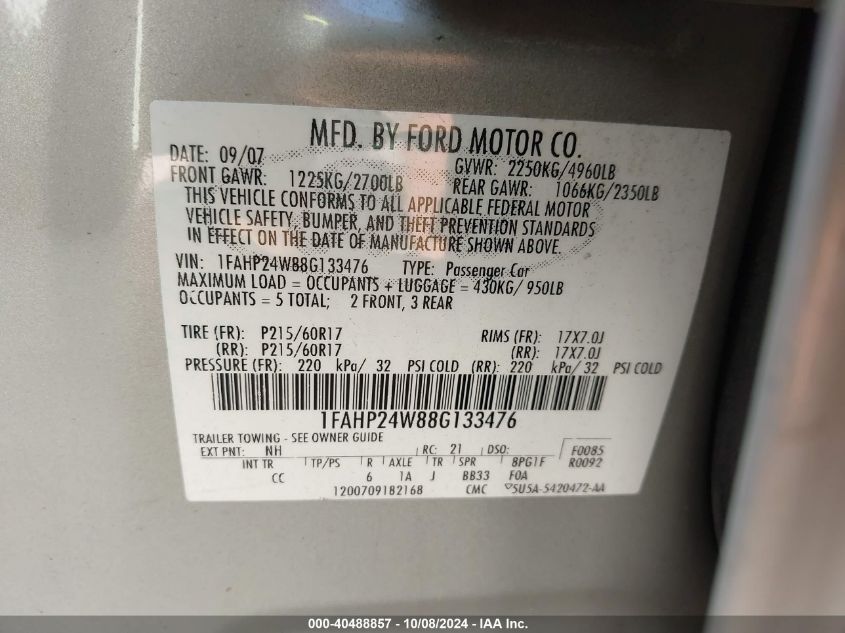 MFD. BY FORD MOTOR CO.
DATE: 09/07 GVWR: 2250KG/4960LB
FRONT GAWR: 1225KG/2700LB REAR GAWR: 1066KG/2350LB
THIS VEHICLE CONFORMS TO ALL APPLICABLE FEDERAL MOTOR
VEHICLE SAFETY, BUMPER, AND THEFT PREVENTION STANDARDS
IN EFFECT ON THE DATE OF MANUFACTURE SHOWN ABOVE.
VIN: 1FAHP24W88G133476 TYPE: Passenger Car
MAXIMUM LOAD = OCCUPANTS + LUGGAGE = 430KG/ 950LB
OCCUPANTS = 5 TOTAL; 2 FRONT, 3 REAR
TIRE (FR): P215/60R17 RIMS (FR): 17X7.0J
(RR): P215/60R17 (RR): 17X7.0J
PRESSURE (FR): 220 kPa/ 32 PSI COLD (RR): 220 kPa/ 32 PSI COLD
1FAHP24W88G133476
TRAILER TOWING - SEE OWNER GUIDE
EXT PNT: NH RC: 21 DSO: F0085
INT TR TP/PS R AXLE TR SPR 8PG1F R0092
CC 6 1A J BB33 F0A
1200709182168 CMC 5U5A-5420472-AA
000-40488857 - 10/08/2024 - IAA Inc.